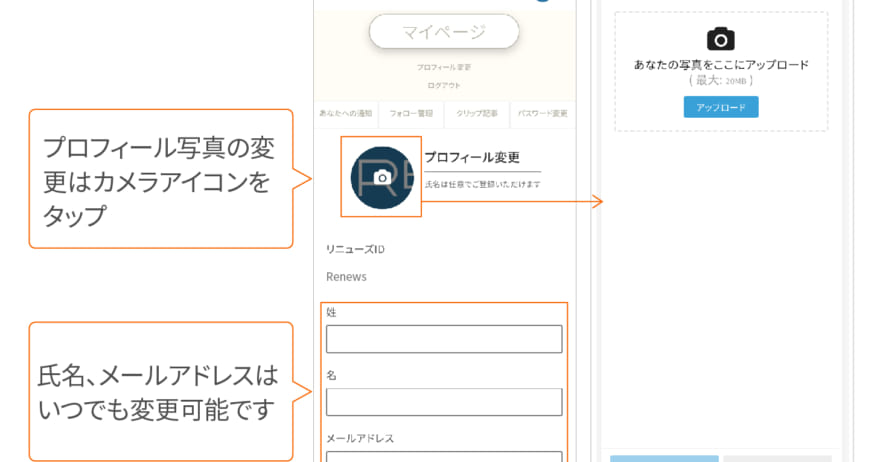 プロフィール写真の変
更はカメラアイコンを
タップ
氏名、メールアドレスは
いつでも変更可能です
マイページ
プロフィール変更
ログアウト
あなたへの通知 フォロー管理 クリップ記事 パスワード変更
RE
プロフィール変更
氏名は任意でご登録いただけます
リニューズID
Renews
姓
名
メールアドレス
あなたの写真をここにアップロード
( 最大: 20MB )
アップロード